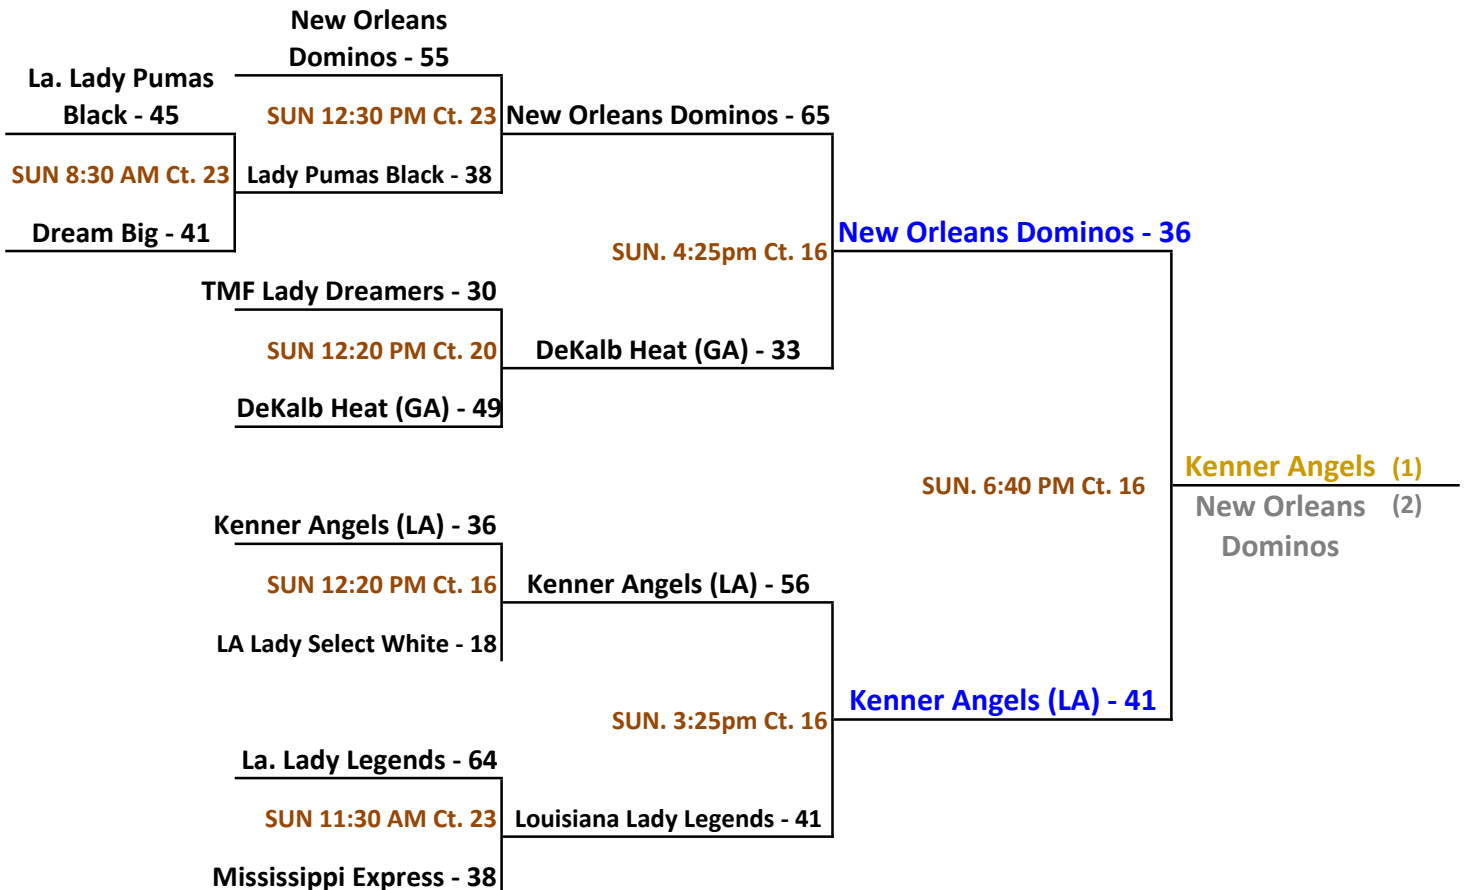 New Orleans
Dominos - 55
La. Lady Pumas
Black - 45
SUN 12:30 PM Ct. 23
New Orleans Dominos - 65
SUN 8:30 AM Ct. 23
Lady Pumas Black - 38
Dream Big - 41
New Orleans Dominos - 36
SUN. 4:25pm Ct. 16
TMF Lady Dreamers - 30
SUN 12:20 PM Ct. 20
DeKalb Heat (GA) - 33
DeKalb Heat (GA) - 49
Kenner Angels (1)
SUN. 6:40 PM Ct. 16
New Orleans (2)
Dominos
Kenner Angels (LA) - 36
SUN 12:20 PM Ct. 16
Kenner Angels (LA) - 56
LA Lady Select White - 18
Kenner Angels (LA) - 41
SUN. 3:25pm Ct. 16
La. Lady Legends - 64
SUN 11:30 AM Ct. 23
Louisiana Lady Legends - 41
Mississippi Express - 38